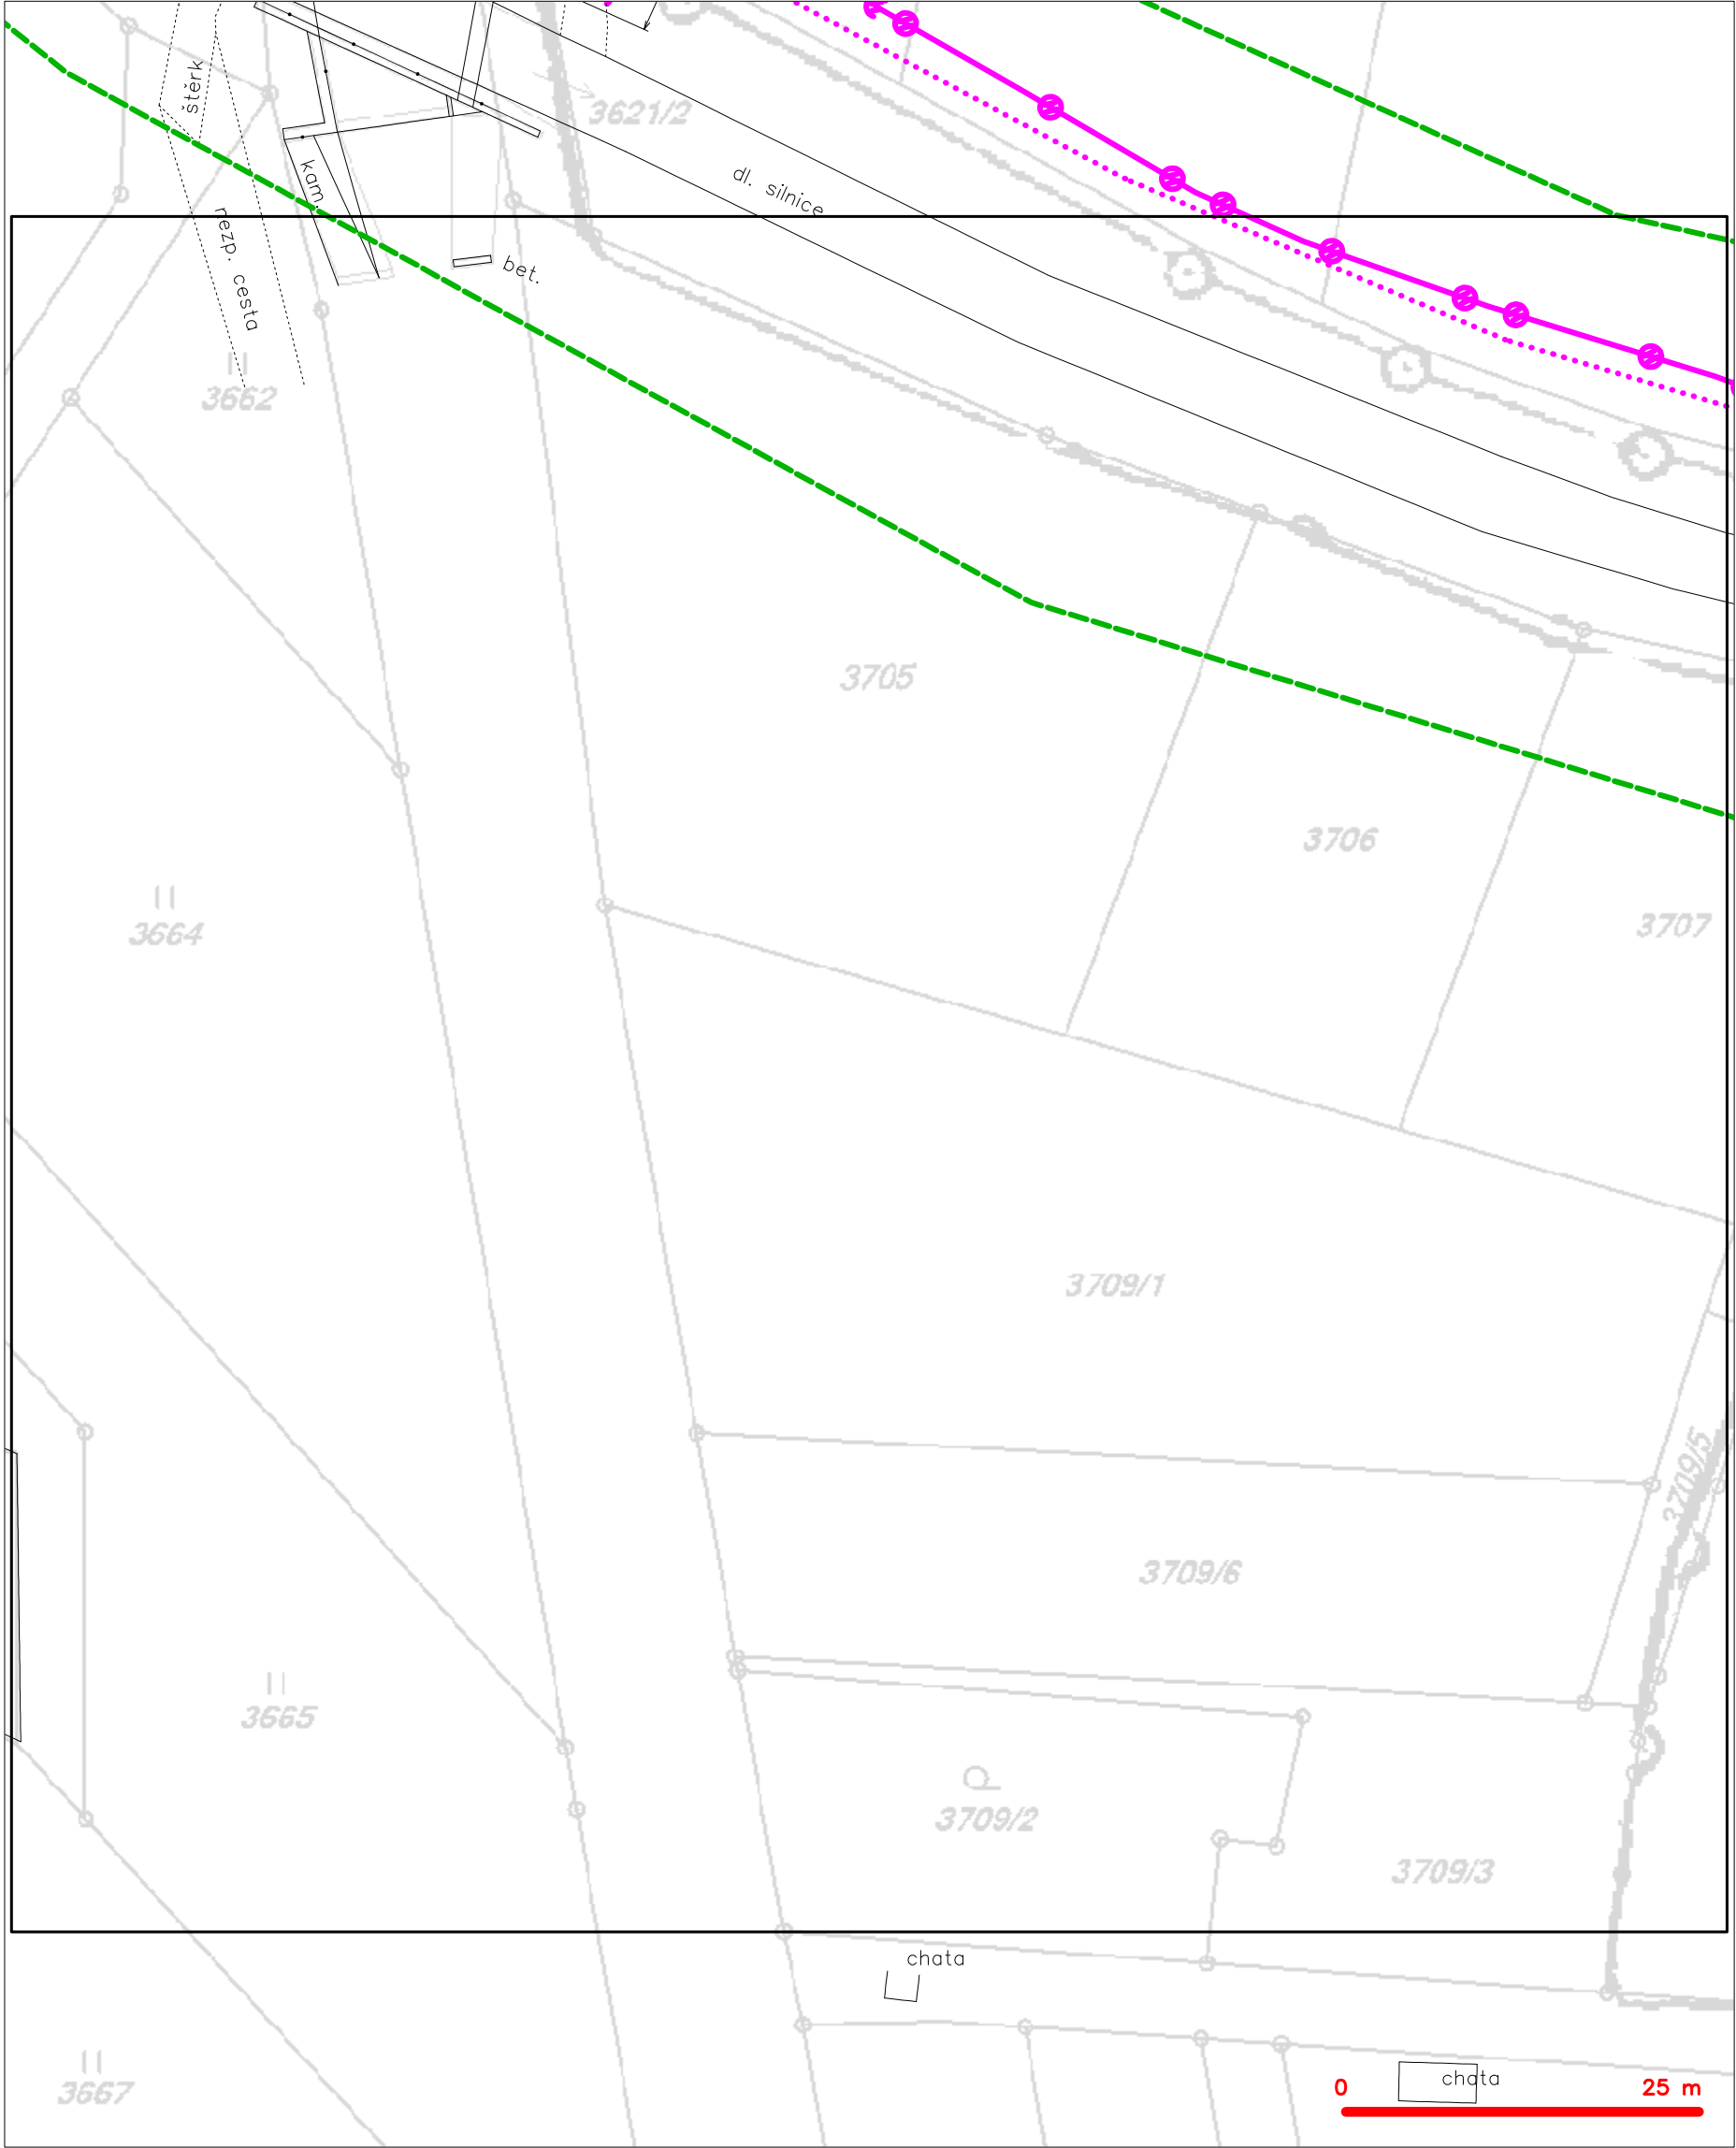 štěrk
3621/2
kam.
dl. silnice
rezp. cesta
bet.
3662
3705
3706
3707
3664
3709/1
3709/5
3709/6
3665
3709/2
3709/3
chata
3667
chata
0 25 m